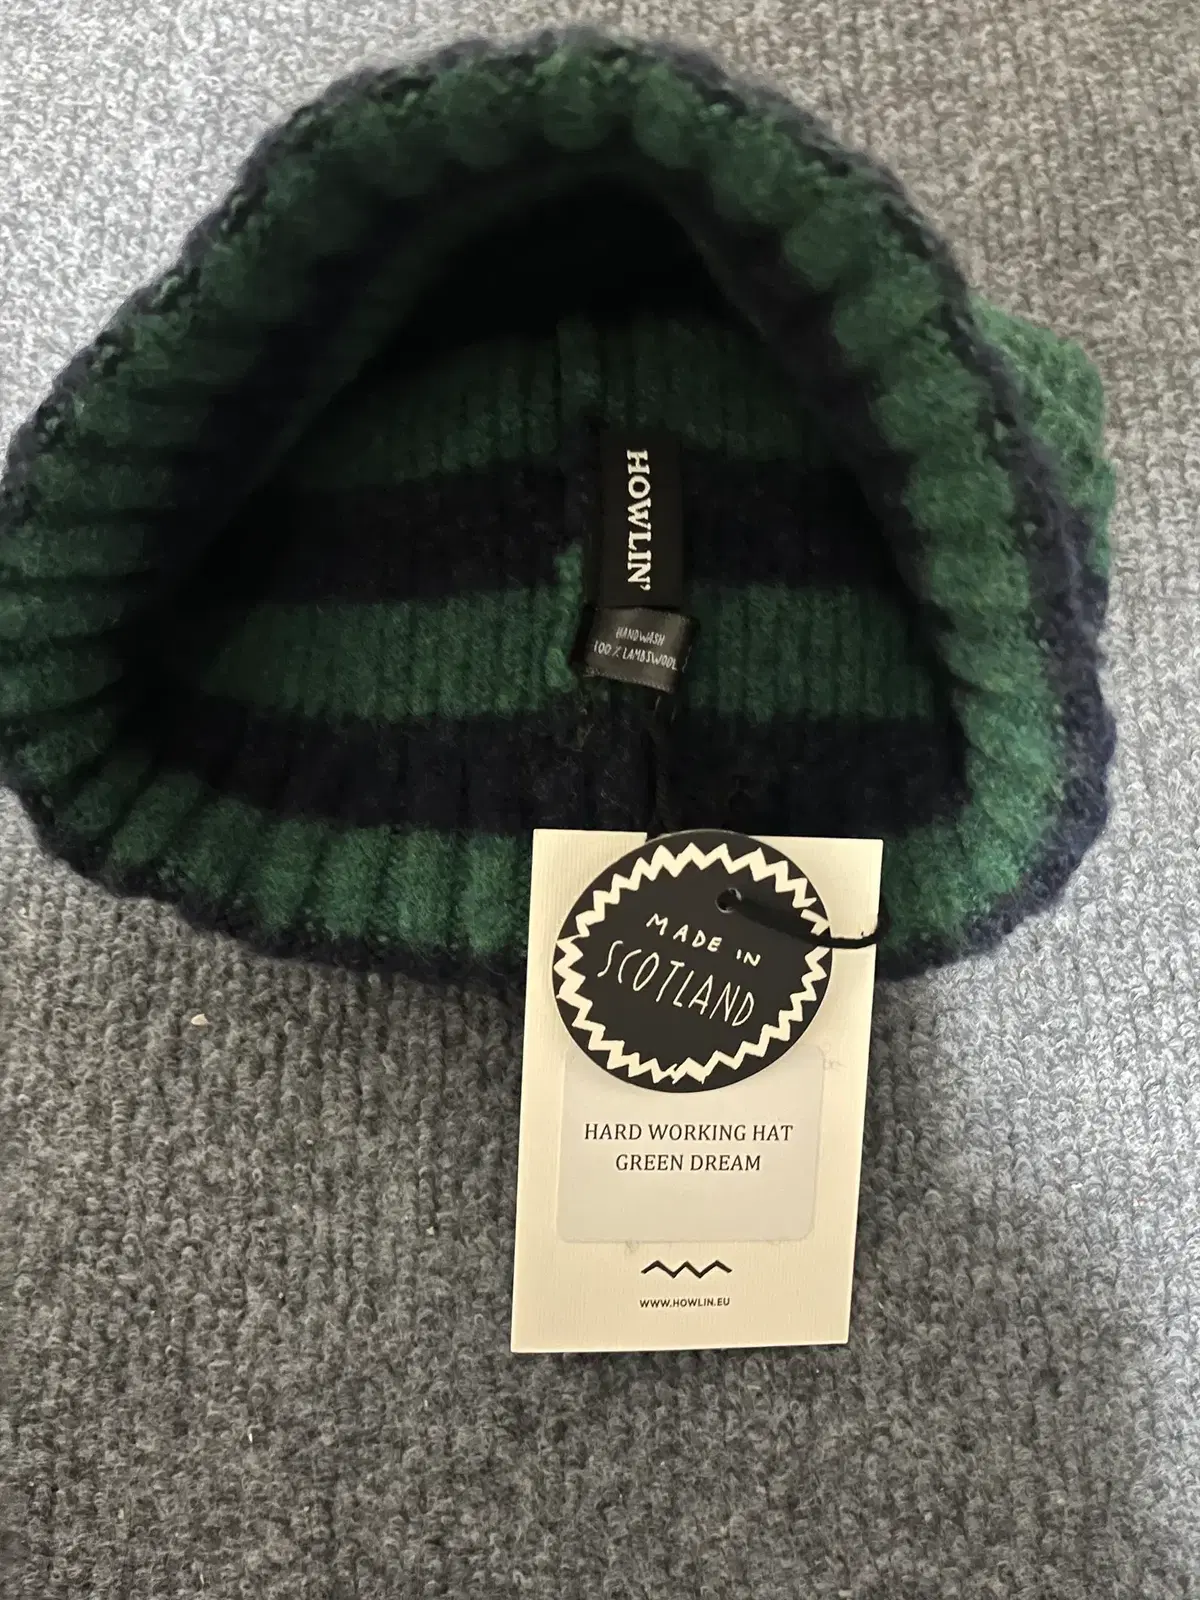 HOWLIN'
HANDWASH
100% LAMBSWOOL
MADE IN
SCOTLAND
HARD WORKING HAT
GREEN DREAM
WWW.HOWLIN.EU